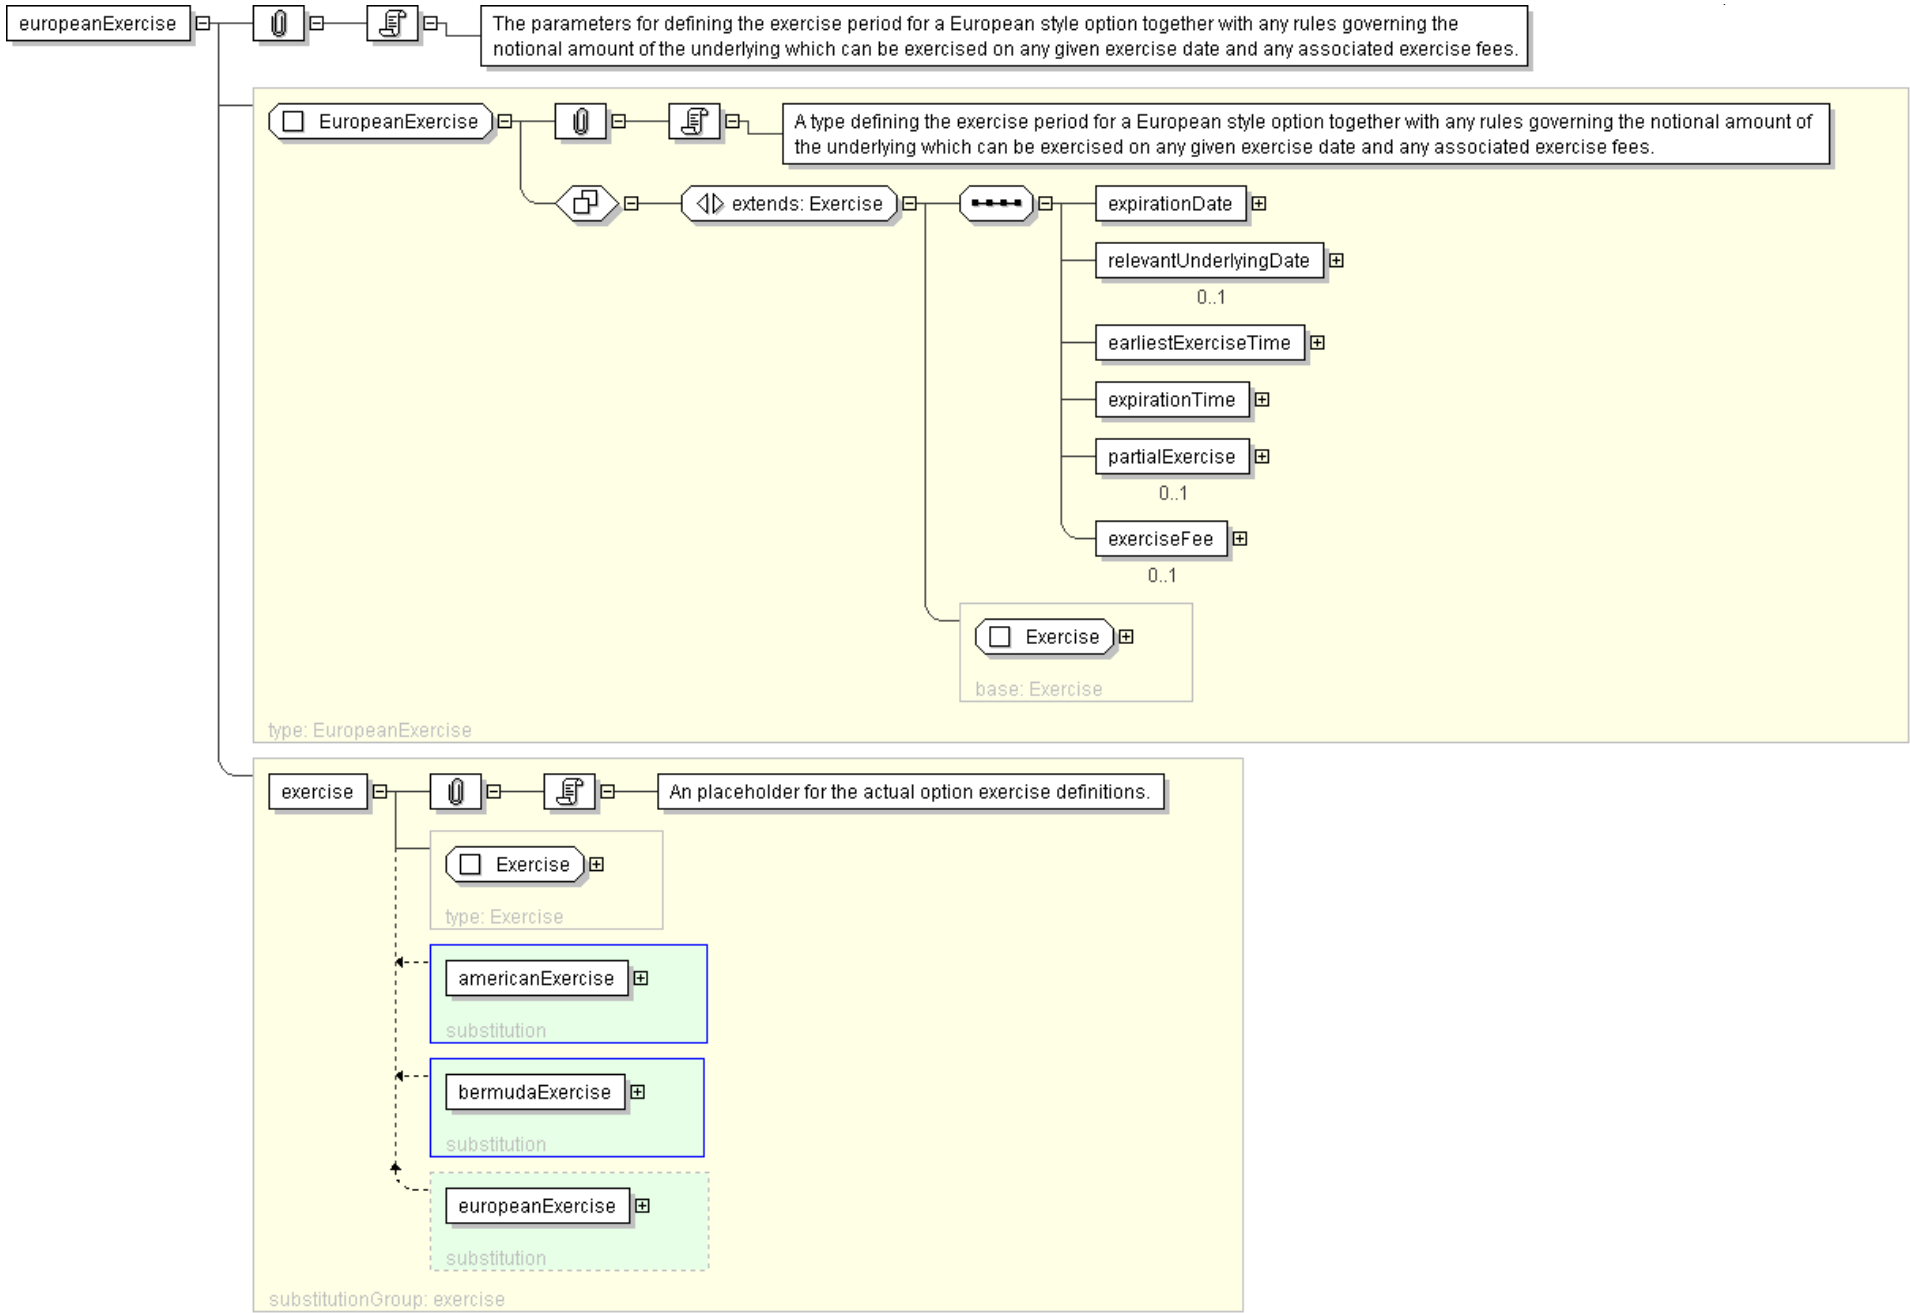 europeanExercise
The parameters for defining the exercise period for a European style option together with any rules governing the
notional amount of the underlying which can be exercised on any given exercise date and any associated exercise fees.
EuropeanExercise
A type defining the exercise period for a European style option together with any rules governing the notional amount of
the underlying which can be exercised on any given exercise date and any associated exercise fees.
extends: Exercise
expirationDate
relevantUnderlyingDate
0..1
earliestExerciseTime
expirationTime
partialExercise
0..1
exerciseFee
0..1
Exercise
base: Exercise
type: EuropeanExercise
exercise
An placeholder for the actual option exercise definitions.
Exercise
type: Exercise
americanExercise
substitution
bermudaExercise
substitution
europeanExercise
substitution
substitutionGroup: exercise